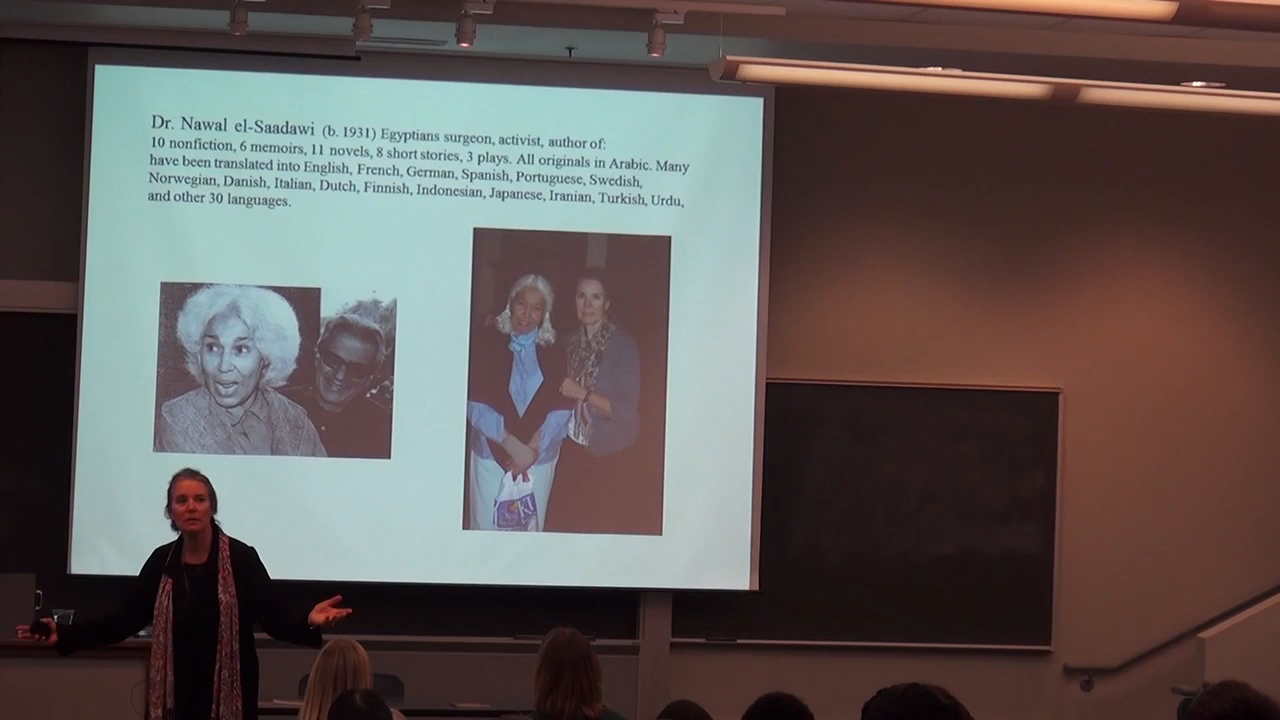 Dr. Nawal el-Saadawi (b. 1931) Egyptians surgeon, activist, author of:
10 nonfiction, 6 memoirs, 11 novels, 8 short stories, 3 plays. All originals in Arabic. Many
have been translated into English, French, German, Spanish, Portuguese, Swedish,
Norwegian, Danish, Italian, Dutch, Finnish, Indonesian, Japanese, Iranian, Turkish, Urdu,
and other 30 languages.